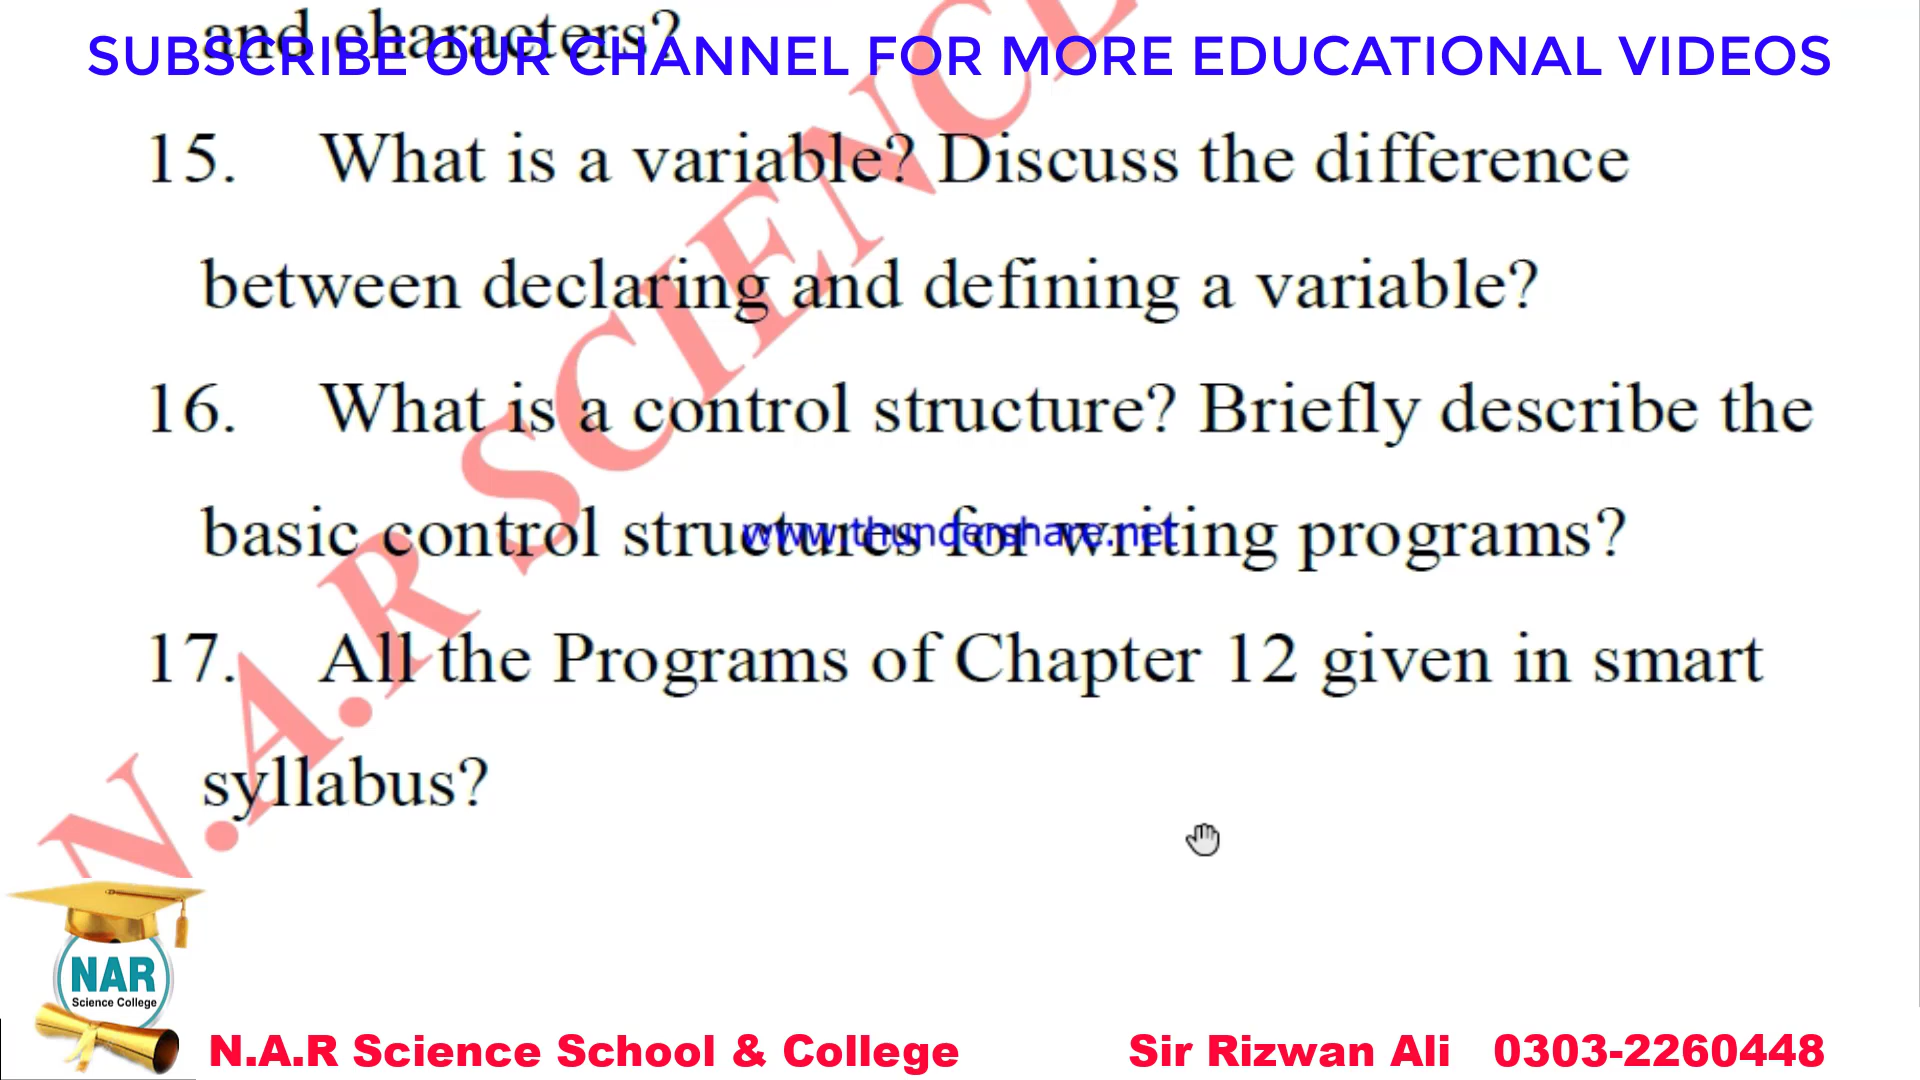 and characters?
SUBSCRIBE OUR CHANNEL FOR MORE EDUCATIONAL VIDEOS
15. What is a variable? Discuss the difference
between declaring and defining a variable?
16. What is a control structure? Briefly describe the
basic control structures for writing programs?
www.thundershare.net
17. All the Programs of Chapter 12 given in smart
syllabus?
N.A.R SCIENCE
NAR
Science College
N.A.R Science School & College Sir Rizwan Ali 0303-2260448